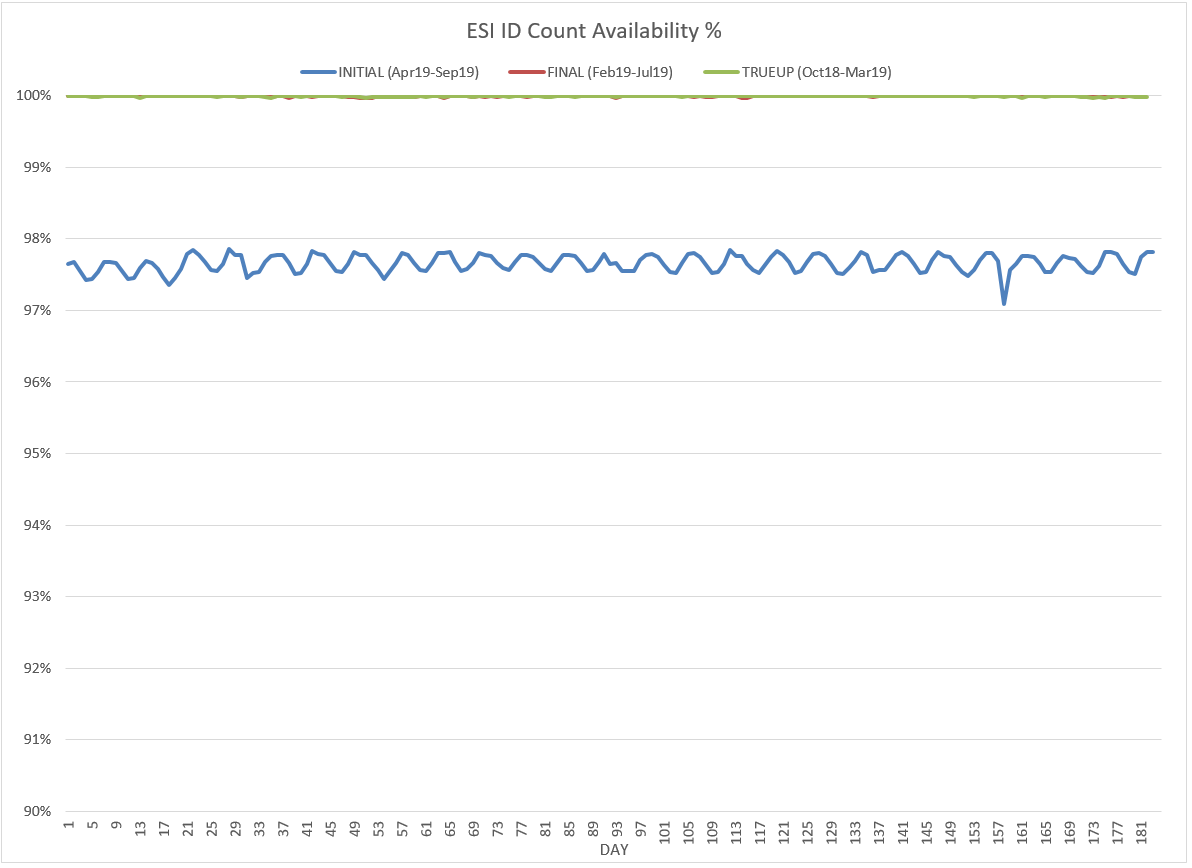 ESI ID Count Availability %
INITIAL (Apr19-Sep19) FINAL (Feb19-Jul19) TRUEUP (Oct18-Mar19)
100%
99%
98%
97%
96%
95%
94%
93%
92%
91%
90%
1 5 9 13 17 21 25 29 33 37 41 45 49 53 57 61 65 69 73 77 81 85 89 93 97 101 105 109 113 117 121 125 129 133 137 141 145 149 153 157 161 165 169 173 177 181
DAY